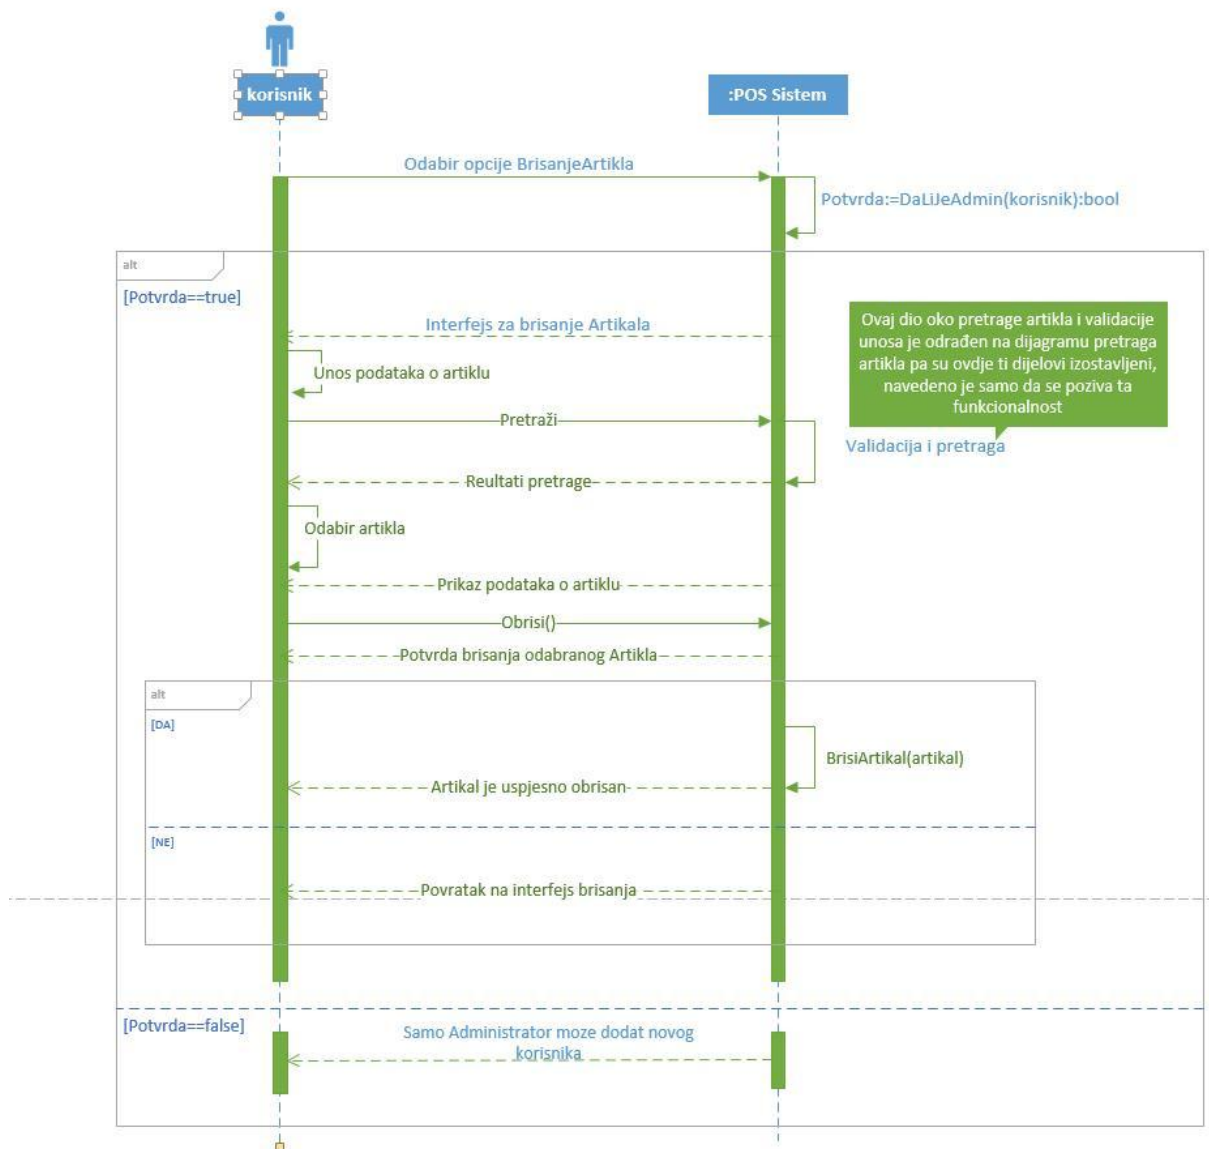 korisnik
:POS Sistem
Odabir opcije BrisanjeArtikla
Potvrda:=DaLiJeAdmin(korisnik):bool
alt
[Potvrda==true]
Interfejs za brisanje Artikala
Ovaj dio oko pretrage artikla i validacije
unosa je odrađen na dijagramu pretraga
artikla pa su ovdje ti dijelovi izostavljeni,
navedeno je samo da se poziva ta
funkcionalnost
Unos podataka o artiklu
Pretraži
Validacija i pretraga
Reultati pretrage
Odabir artikla
Prikaz podataka o artiklu
Obrisi()
Potvrda brisanja odabranog Artikla
alt
[DA]
BrisiArtikal(artikal)
Artikal je uspjesno obrisan
[NE]
Povratak na interfejs brisanja
[Potvrda==false]
Samo Administrator moze dodat novog
korisnika